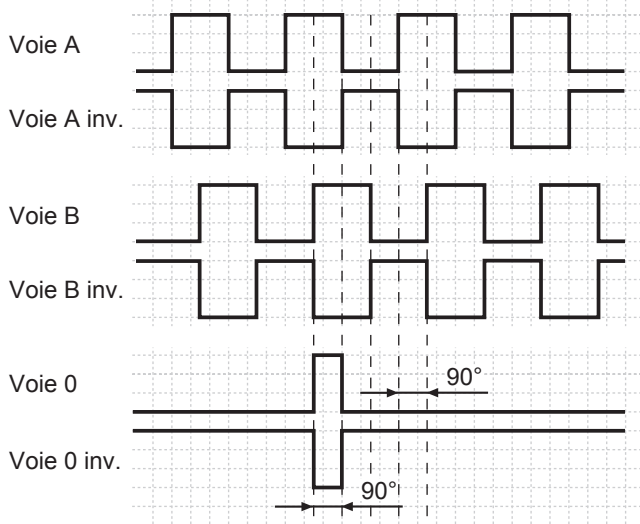 Voie A
Voie A inv.
Voie B
Voie B inv.
Voie 0
90°
Voie 0 inv.
90°